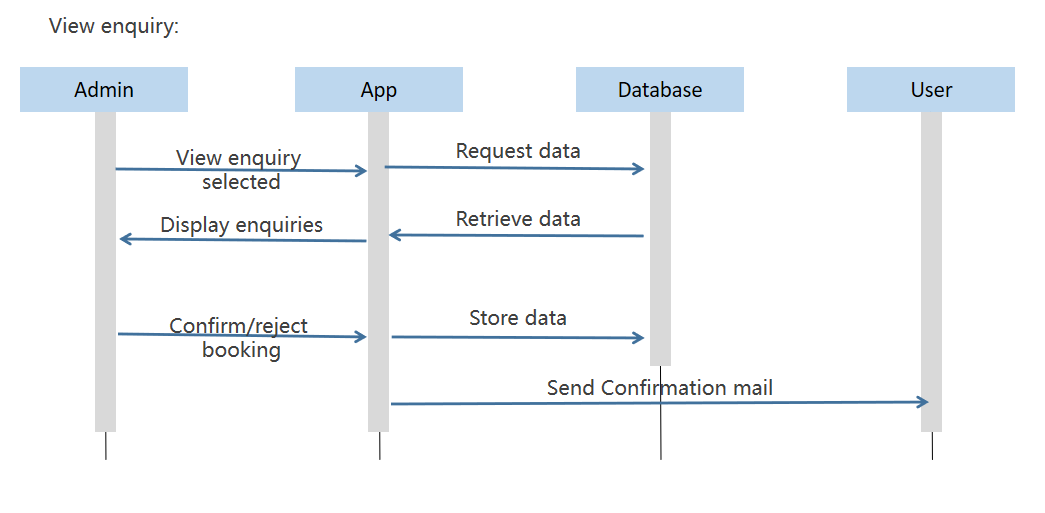 View enquiry:
Admin
App
Database
User
View enquiry
selected
Request data
Display enquiries
Retrieve data
Confirm/reject
booking
Store data
Send Confirmation mail